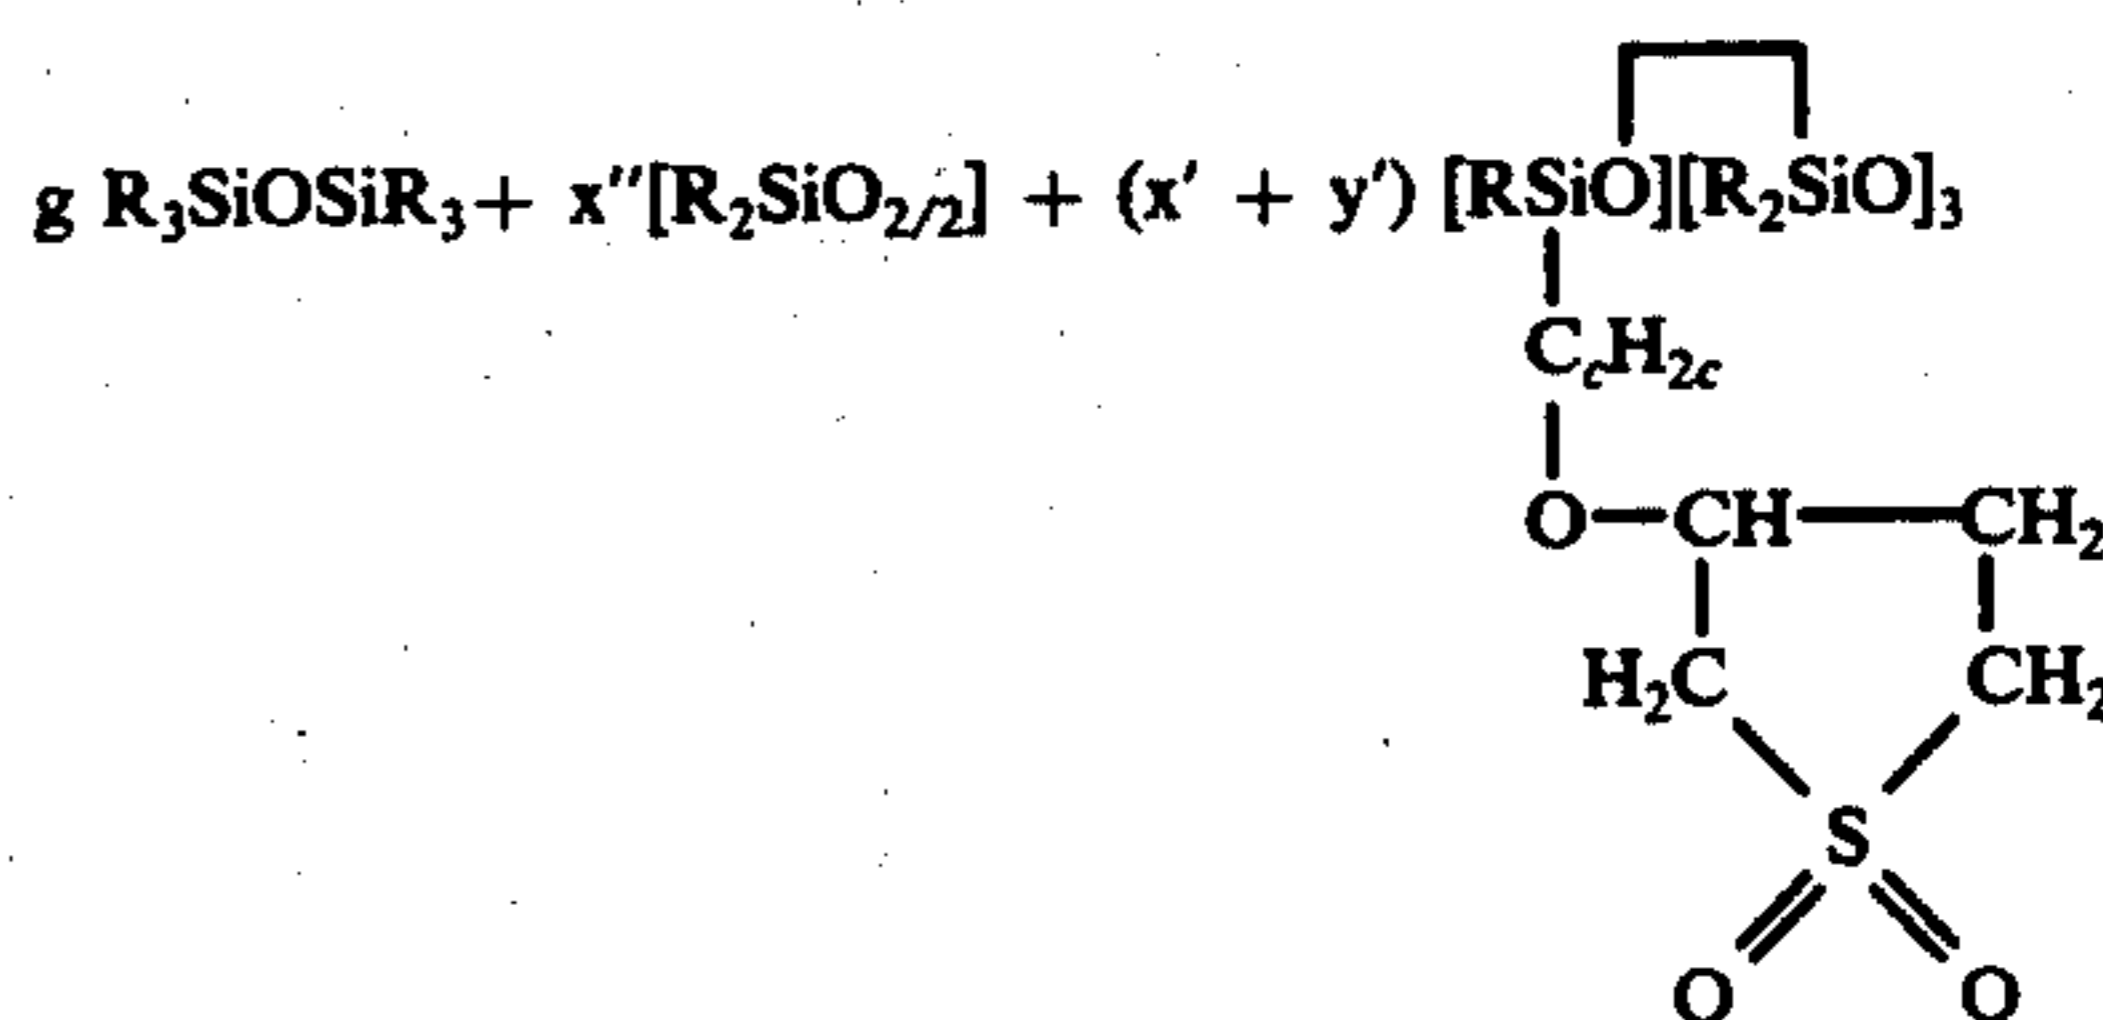 g R₃SiOSiR₃ + x″[R₂SiO₂/₂] + (x′ + y′) [RSiO][R₂SiO]₃
C_cH_2c
O—CH—CH₂
H₂C CH₂
S
O O